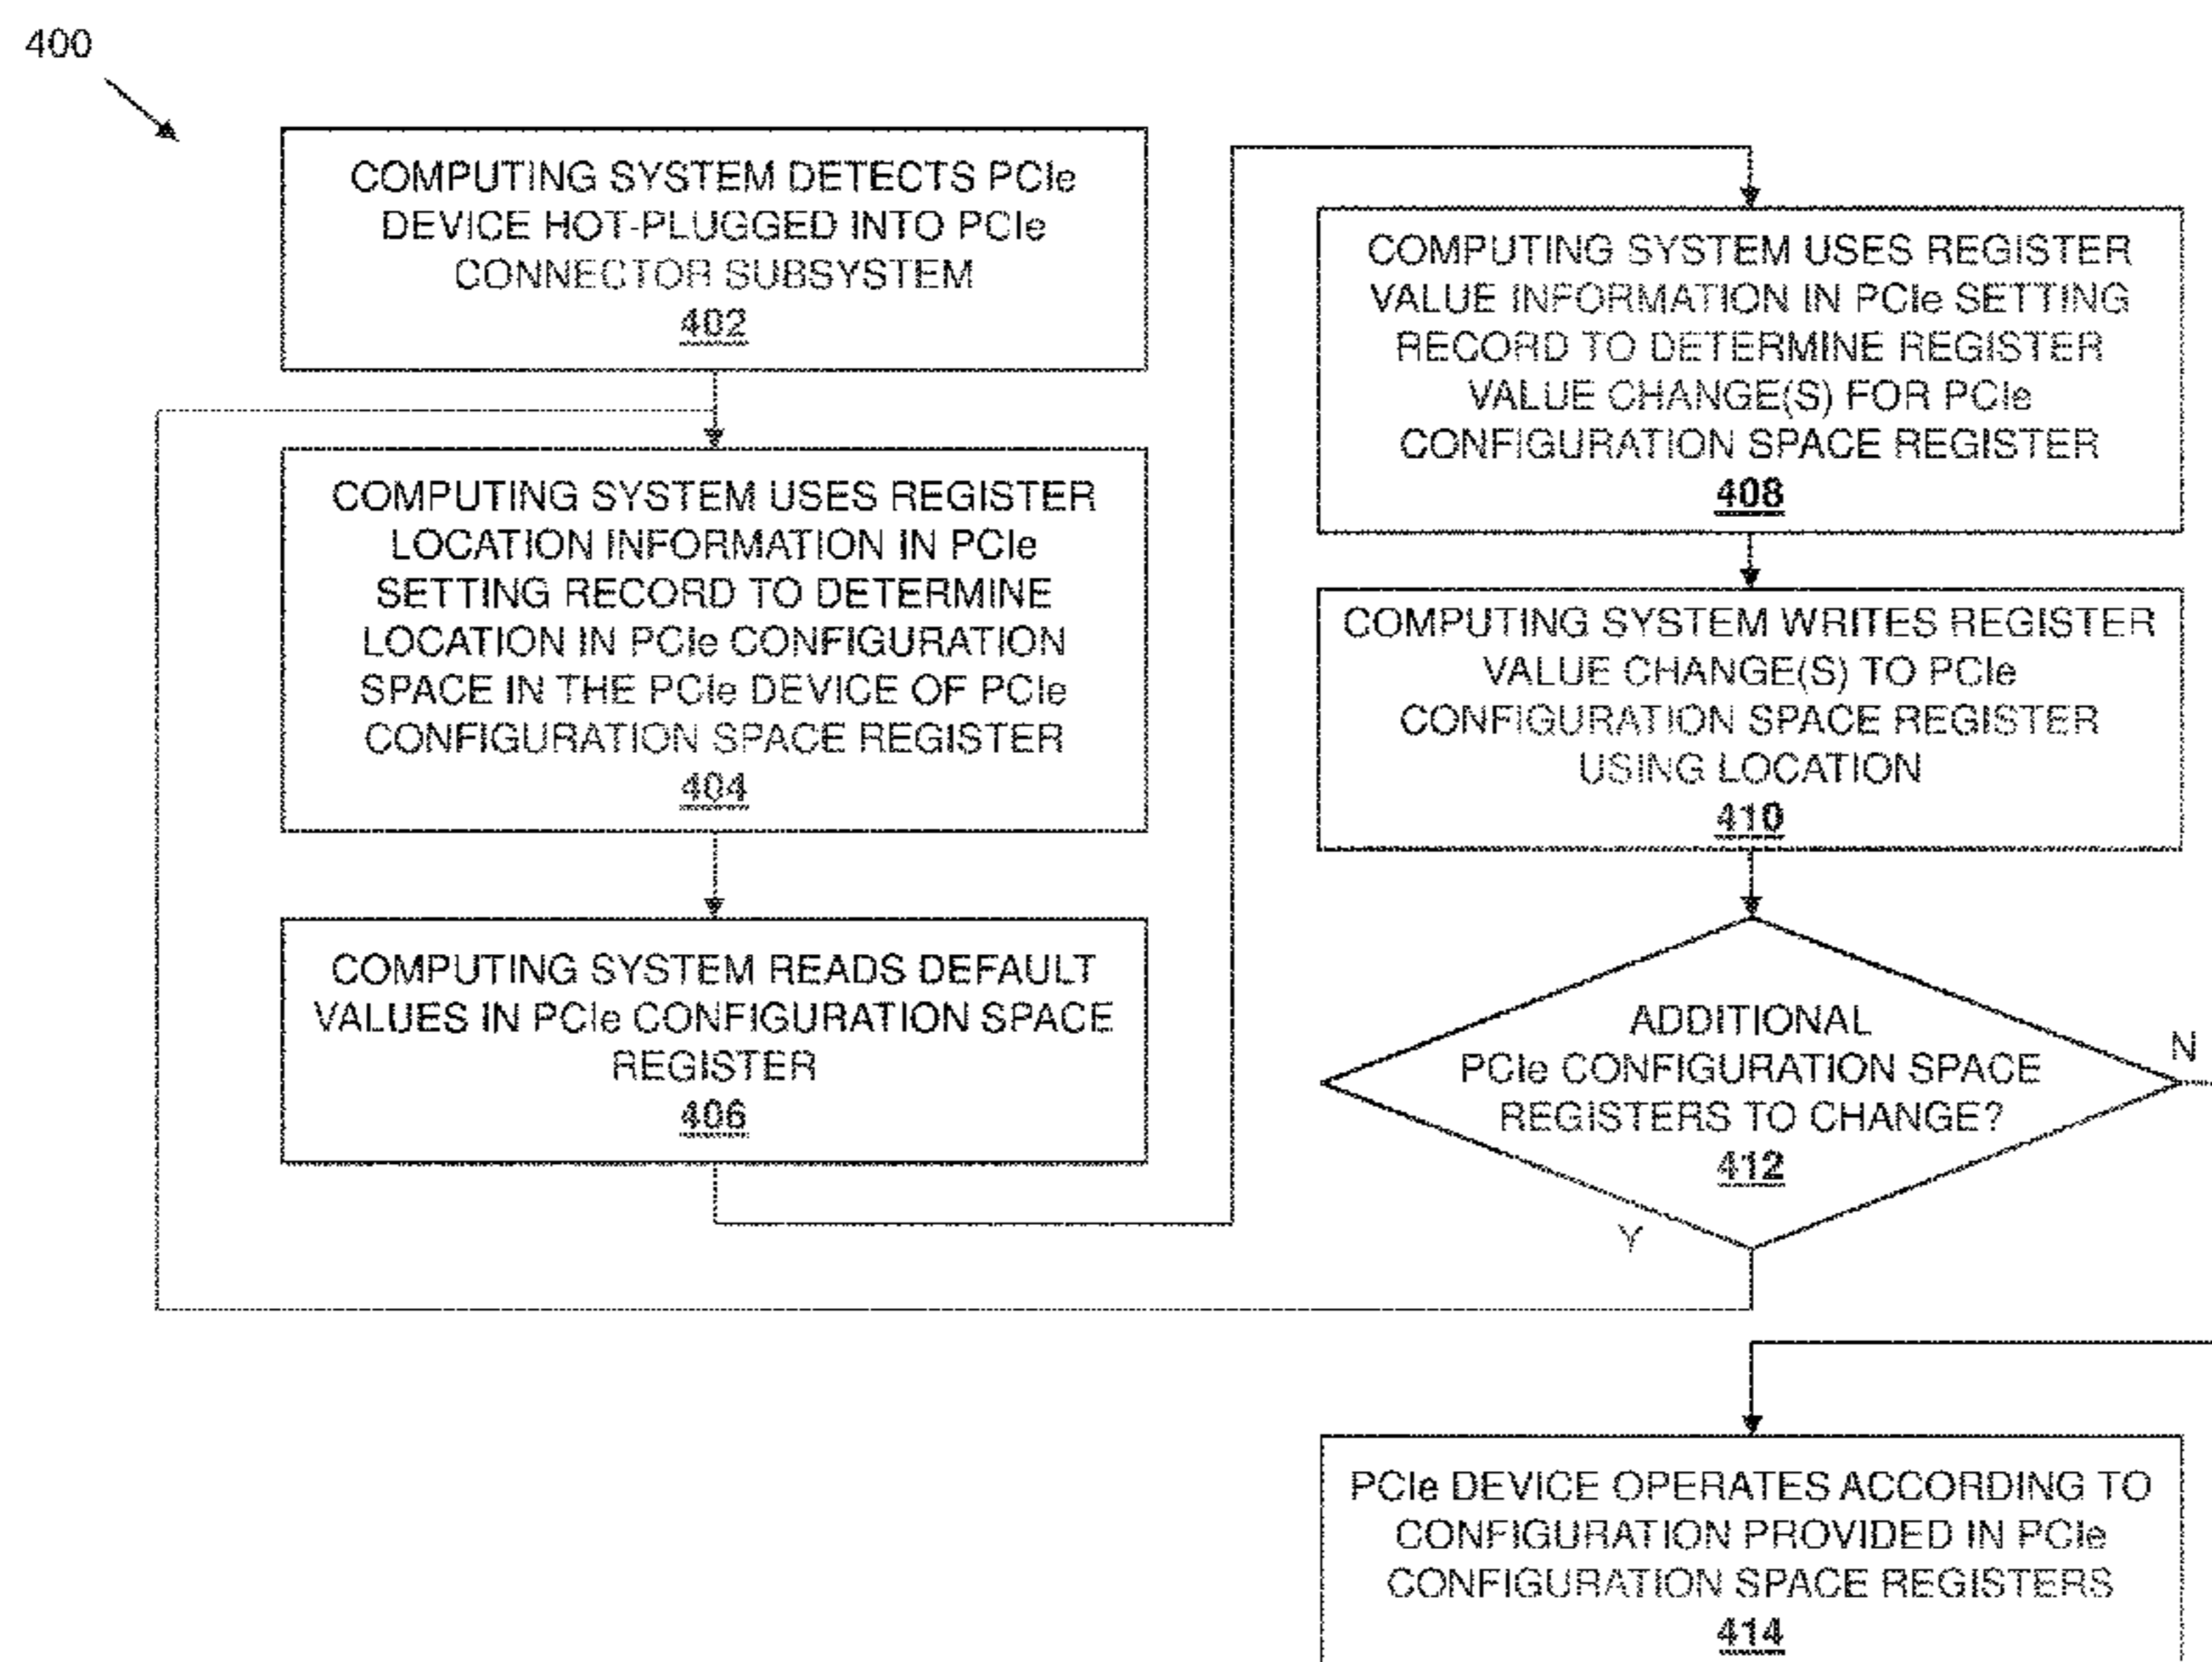 400
COMPUTING SYSTEM DETECTS PCIe
DEVICE HOT-PLUGGED INTO PCIe
CONNECTOR SUBSYSTEM
402
COMPUTING SYSTEM USES REGISTER
LOCATION INFORMATION IN PCIe
SETTING RECORD TO DETERMINE
LOCATION IN PCIe CONFIGURATION
SPACE IN THE PCIe DEVICE OF PCIe
CONFIGURATION SPACE REGISTER
404
COMPUTING SYSTEM READS DEFAULT
VALUES IN PCIe CONFIGURATION SPACE
REGISTER
406
COMPUTING SYSTEM USES REGISTER
VALUE INFORMATION IN PCIe SETTING
RECORD TO DETERMINE REGISTER
VALUE CHANGE(S) FOR PCIe
CONFIGURATION SPACE REGISTER
408
COMPUTING SYSTEM WRITES REGISTER
VALUE CHANGE(S) TO PCIe
CONFIGURATION SPACE REGISTER
USING LOCATION
410
ADDITIONAL
PCIe CONFIGURATION SPACE
REGISTERS TO CHANGE?
412
N
Y
PCIe DEVICE OPERATES ACCORDING TO
CONFIGURATION PROVIDED IN PCIe
CONFIGURATION SPACE REGISTERS
414